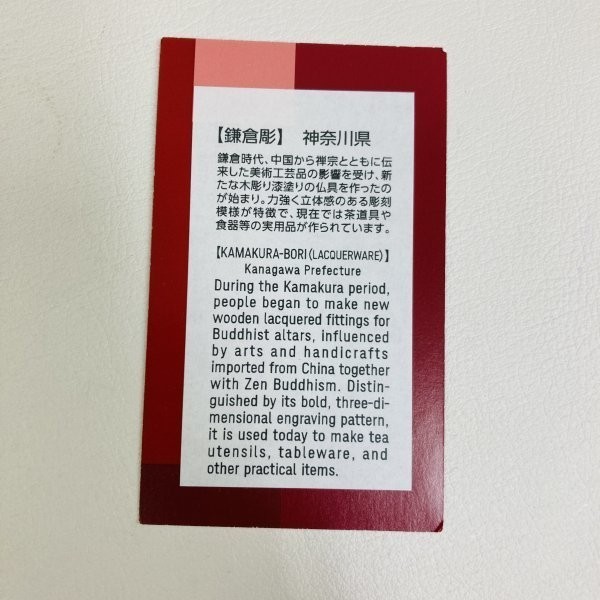 【鎌倉彫】 神奈川県
鎌倉時代、中国から禅宗とともに伝
来した美術工芸品の影響を受け、新
たな木彫り漆塗りの仏具を作ったの
が始まり。力強く立体感のある彫刻
模様が特徴で、現在では茶道具や
食器等の実用品が作られています。
【KAMAKURA-BORI(LACQUERWARE)】
Kanagawa Prefecture
During the Kamakura period,
people began to make new
wooden lacquered fittings for
Buddhist altars, influenced
by arts and handicrafts
imported from China together
with Zen Buddhism. Distin-
guished by its bold, three-di-
mensional engraving pattern,
it is used today to make tea
utensils, tableware, and
other practical items.